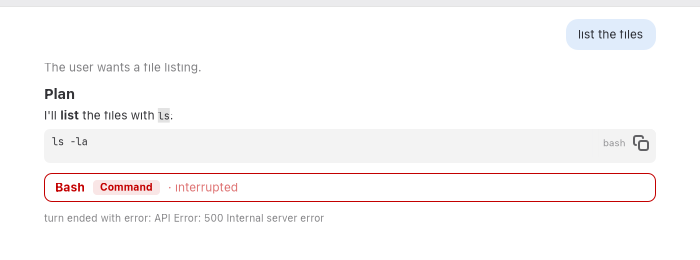 list the files
The user wants a file listing.
Plan
I'll list the files with ls.
ls -la
bash
Bash Command · interrupted
turn ended with error: API Error: 500 Internal server error